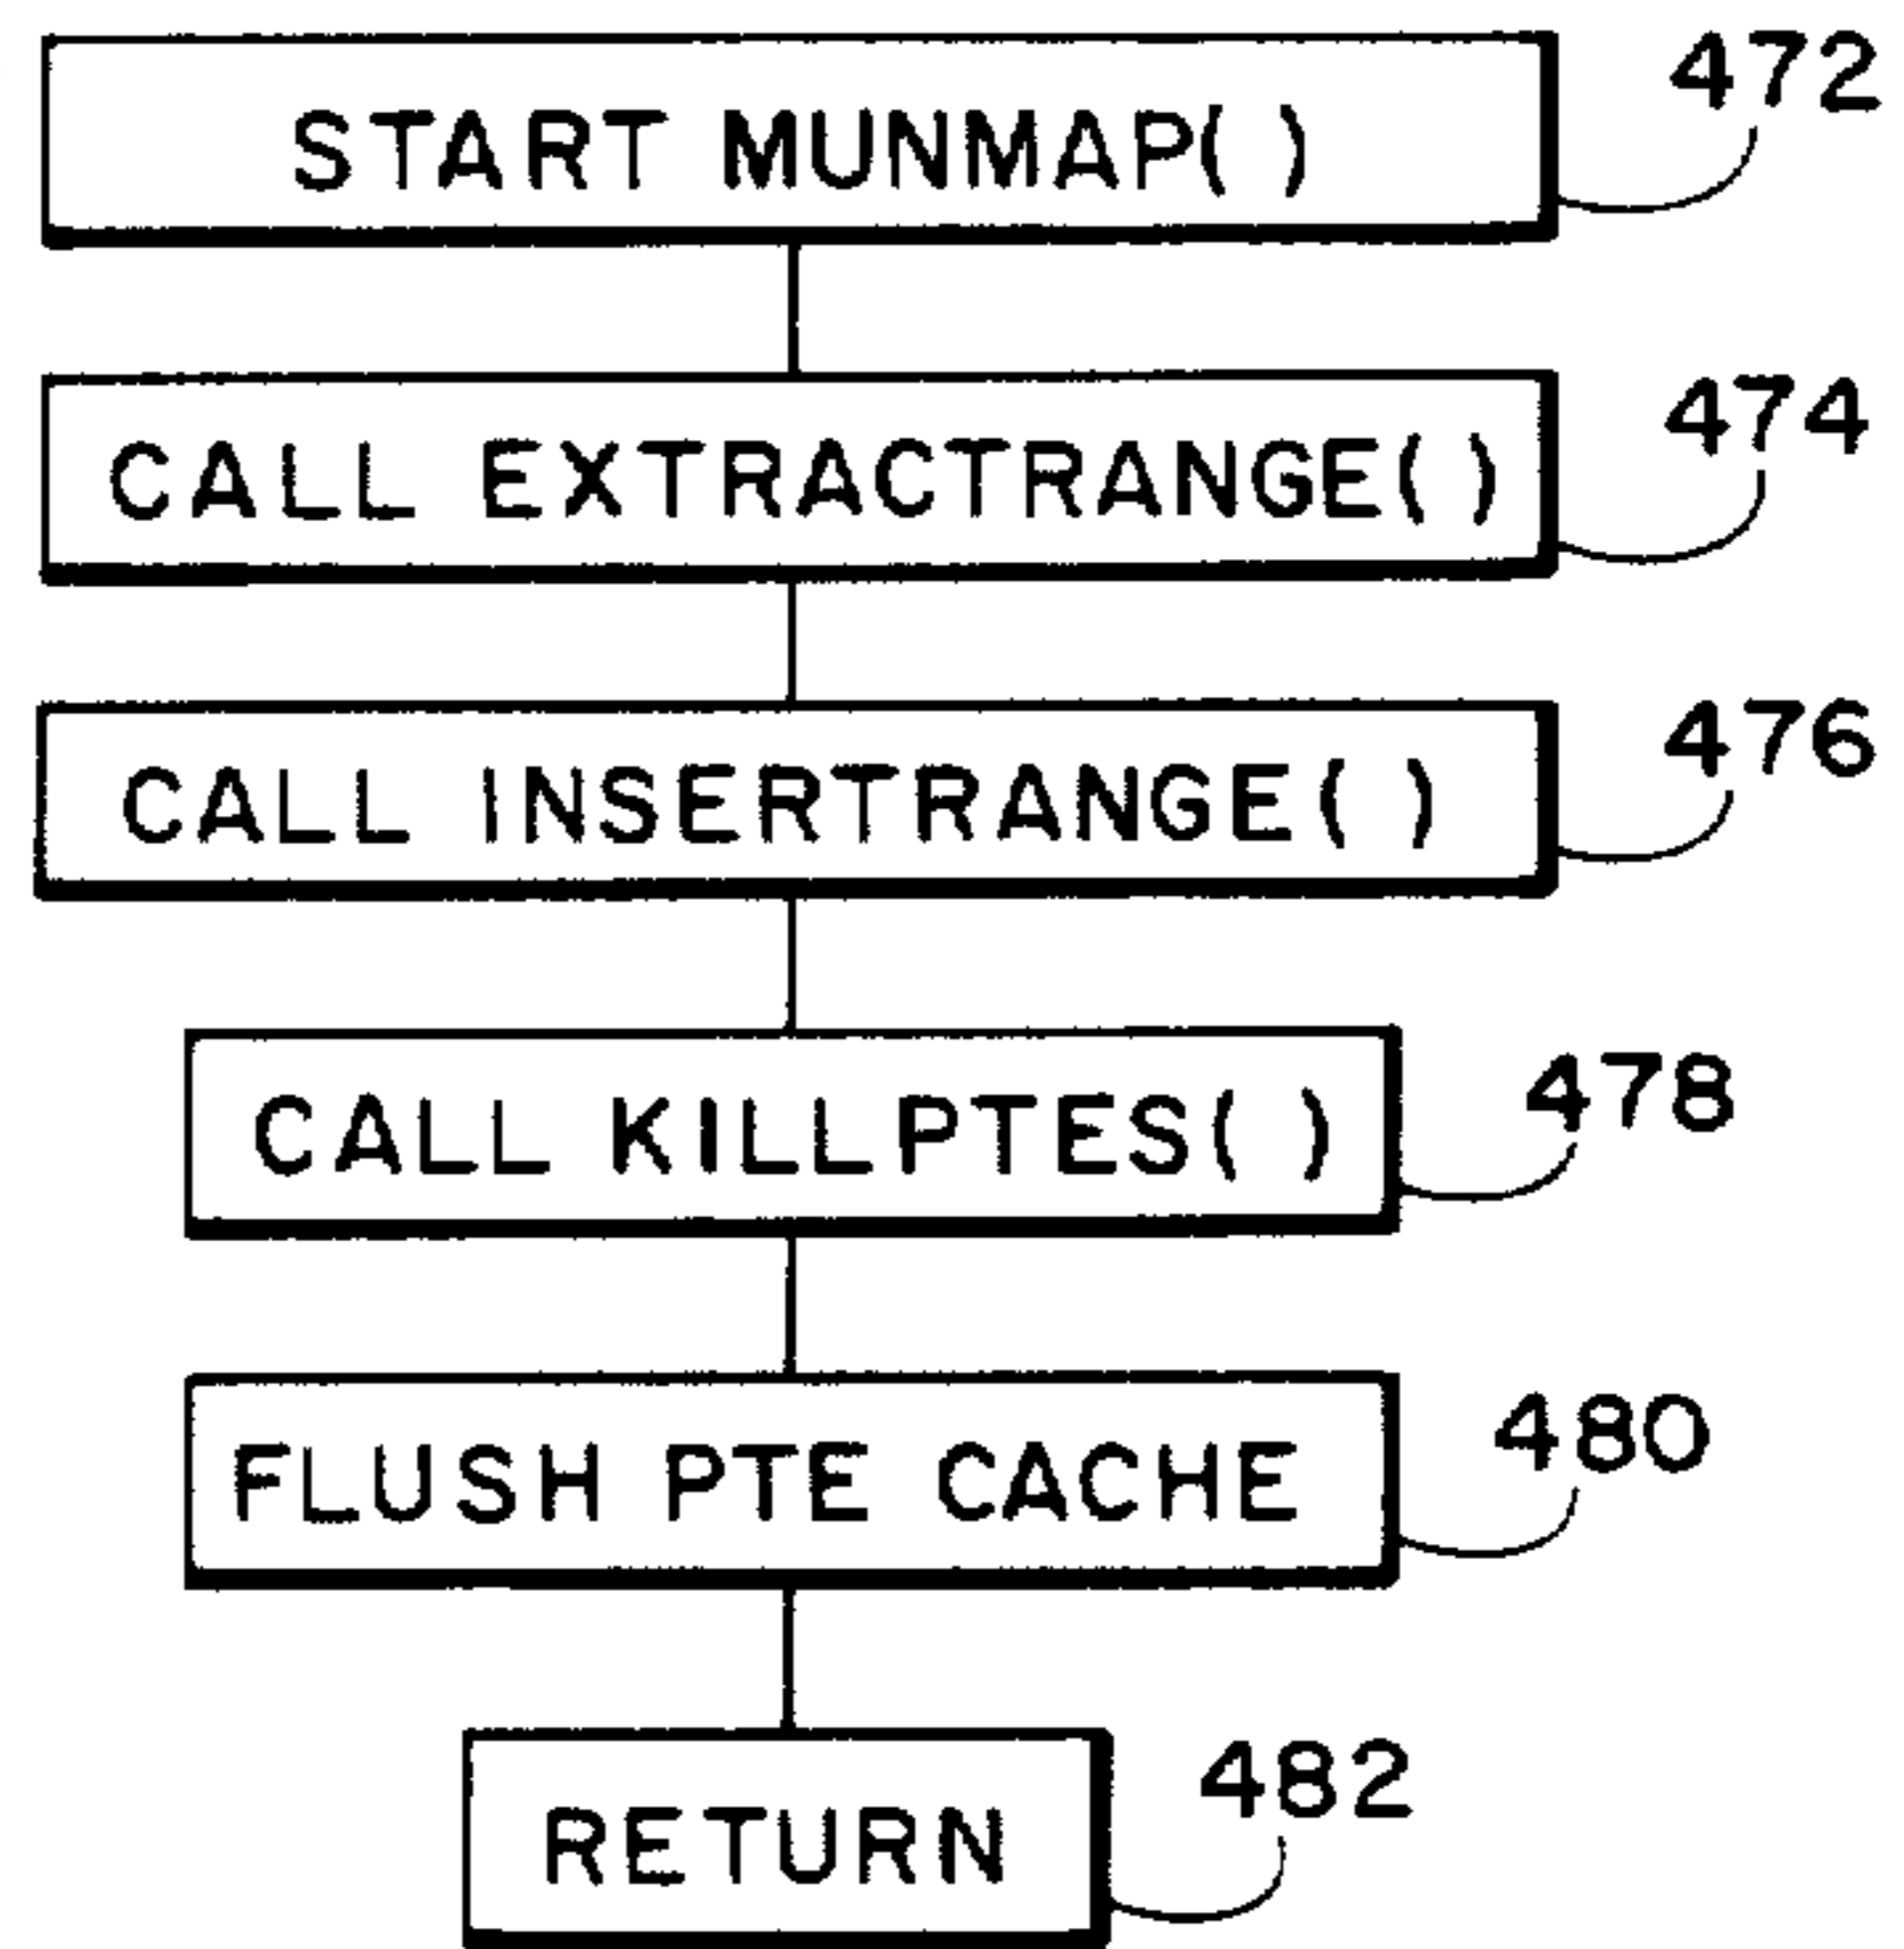 START MUNMAP( )
472
CALL EXTRACTRANGE( )
474
CALL INSERTRANGE( )
476
CALL KILLPTES( )
478
FLUSH PTE CACHE
480
RETURN
482